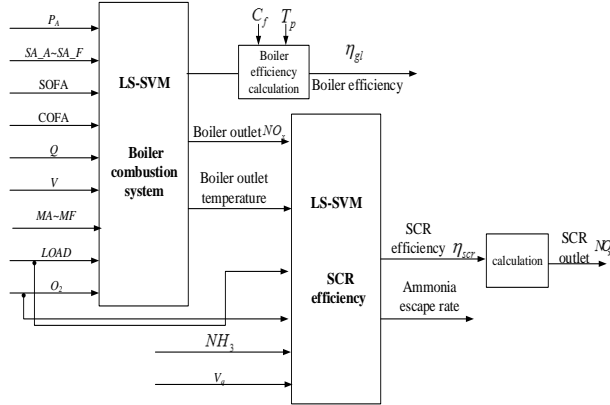 P_A
SA_A~SA_F
SOFA
COFA
Q
V
MA~MF
LOAD
O_2
LS-SVM
Boiler
combustion
system
C_f
T_p
Boiler
efficiency
calculation
η_gl
Boiler efficiency
Boiler outlet NO_x
Boiler outlet
temperature
LS-SVM
SCR
efficiency
NH_3
SCR
efficiency η_scr
Ammonia
escape rate
calculation
SCR
outlet